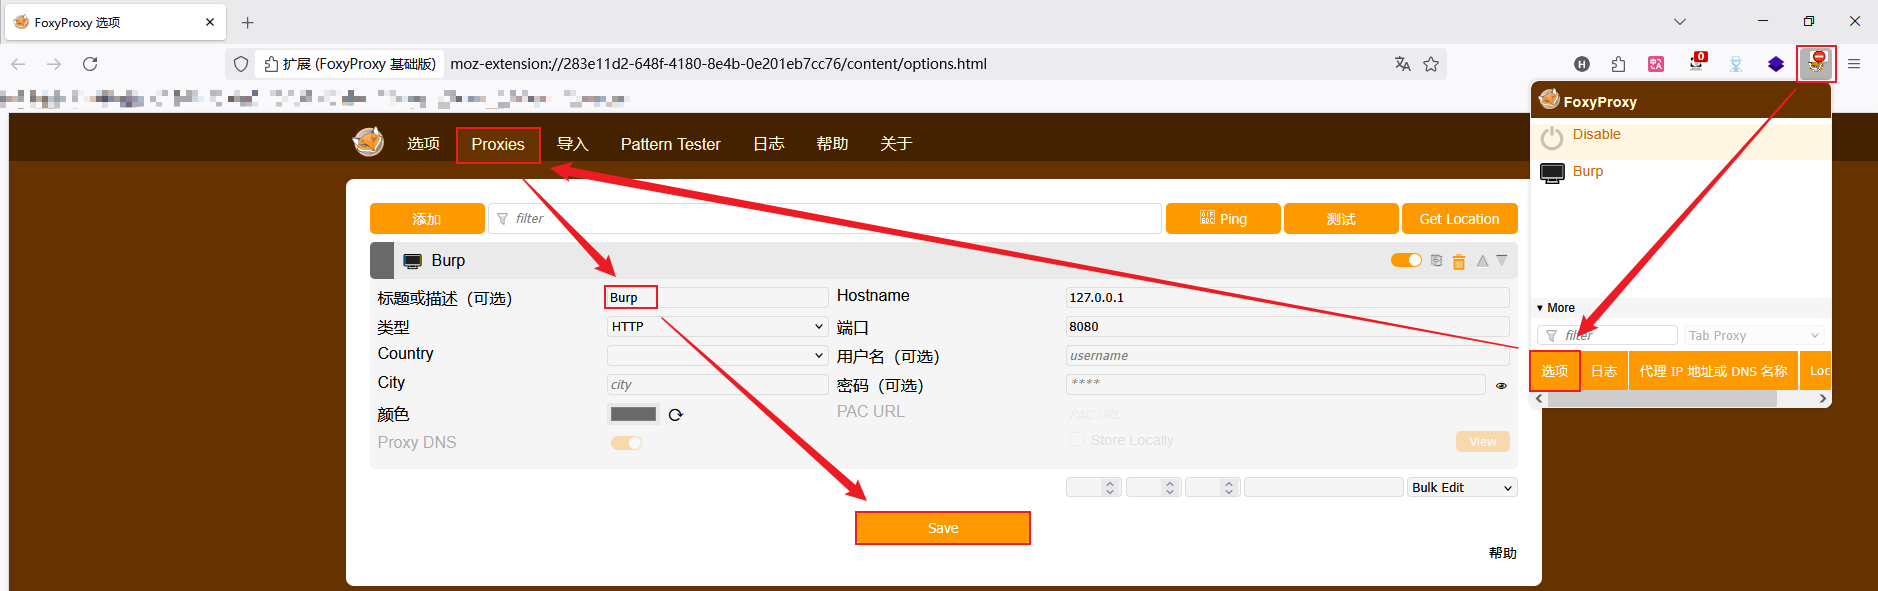 FoxyProxy 选项
扩展 (FoxyProxy 基础版)
moz-extension://283e11d2-648f-4180-8e4b-0e201eb7cc76/content/options.html
0
FoxyProxy
Disable
Burp
选项
Proxies
导入
Pattern Tester
日志
帮助
关于
添加
filter
Ping
测试
Get Location
Burp
标题或描述（可选）
Burp
Hostname
127.0.0.1
类型
HTTP
端口
8080
Country
用户名（可选）
username
City
city
密码（可选）
****
颜色
PAC URL
PAC URL
Proxy DNS
Store Locally
View
Bulk Edit
Save
帮助
More
filter
Tab Proxy
选项
日志
代理 IP 地址或 DNS 名称
Loc